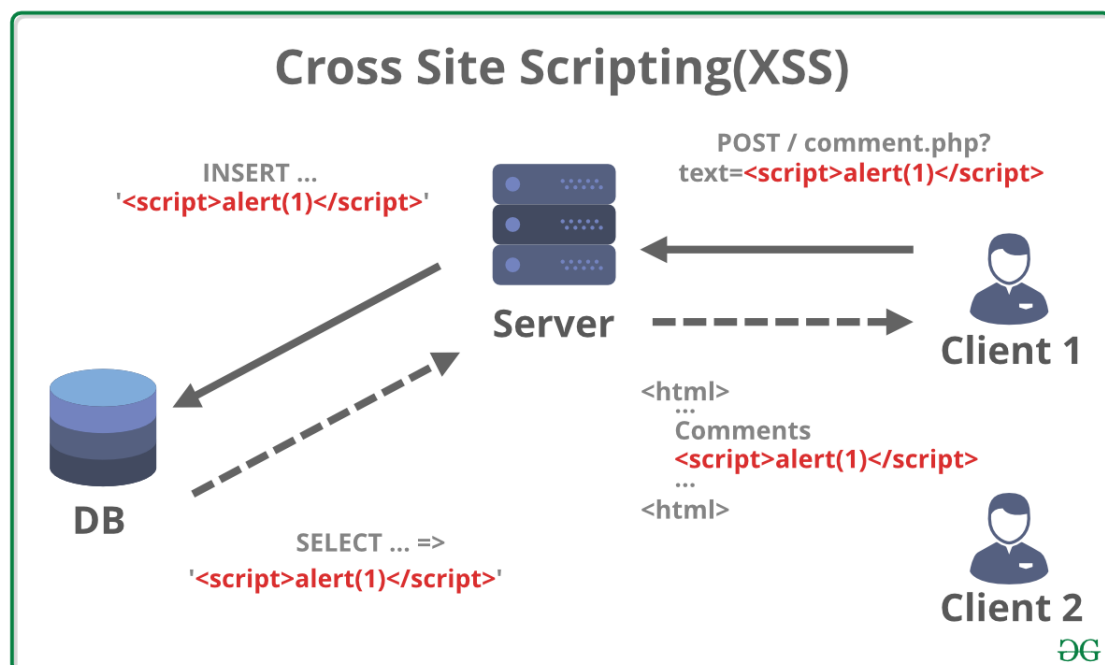 Cross Site Scripting(XSS)
INSERT ...
'<script>alert(1)</script>'
POST / comment.php?
text=<script>alert(1)</script>
Server
Client 1
<html>
...
Comments
<script>alert(1)</script>
...
<html>
DB
SELECT ... =>
'<script>alert(1)</script>'
Client 2